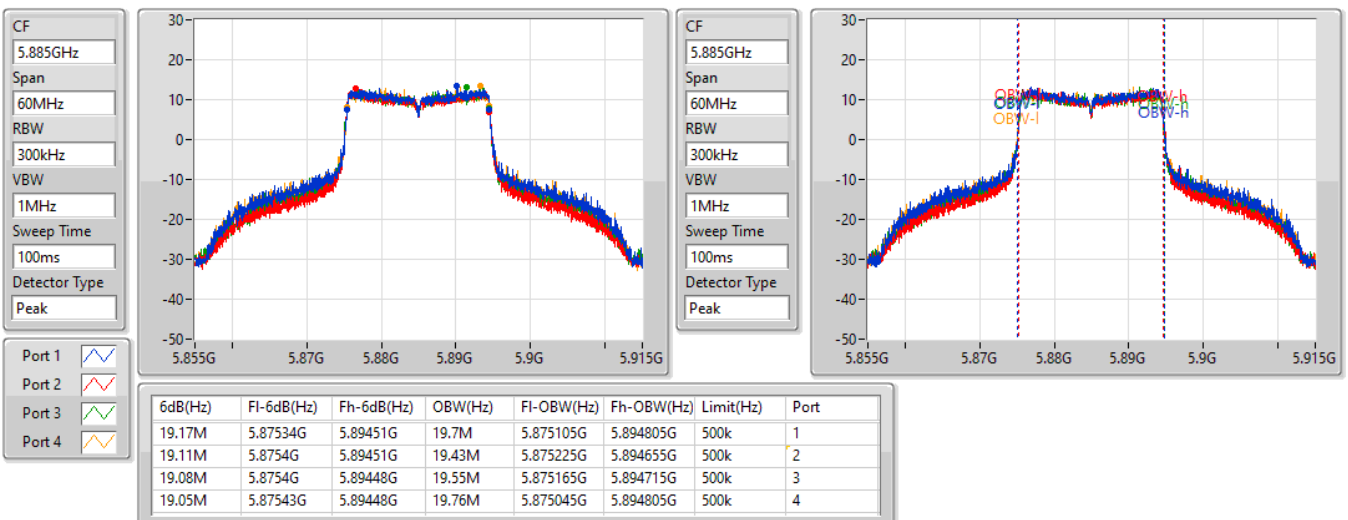 CF
5.885GHz
Span
60MHz
RBW
300kHz
VBW
1MHz
Sweep Time
100ms
Detector Type
Peak
30
20
10
0
-10
-20
-30
-40
-50
5.855G 5.87G 5.88G 5.89G 5.9G 5.915G
CF
5.885GHz
Span
60MHz
RBW
300kHz
VBW
1MHz
Sweep Time
100ms
Detector Type
Peak
30
20
10
0
-10
-20
-30
-40
-50
OBW-l
OBW-h
5.855G 5.87G 5.88G 5.89G 5.9G 5.915G
Port 1
Port 2
Port 3
Port 4
6dB(Hz) Fl-6dB(Hz) Fh-6dB(Hz) OBW(Hz) Fl-OBW(Hz) Fh-OBW(Hz) Limit(Hz) Port
19.17M 5.87534G 5.89451G 19.7M 5.875105G 5.894805G 500k 1
19.11M 5.8754G 5.89451G 19.43M 5.875225G 5.894655G 500k 2
19.08M 5.8754G 5.89448G 19.55M 5.875165G 5.894715G 500k 3
19.05M 5.87543G 5.89448G 19.76M 5.875045G 5.894805G 500k 4